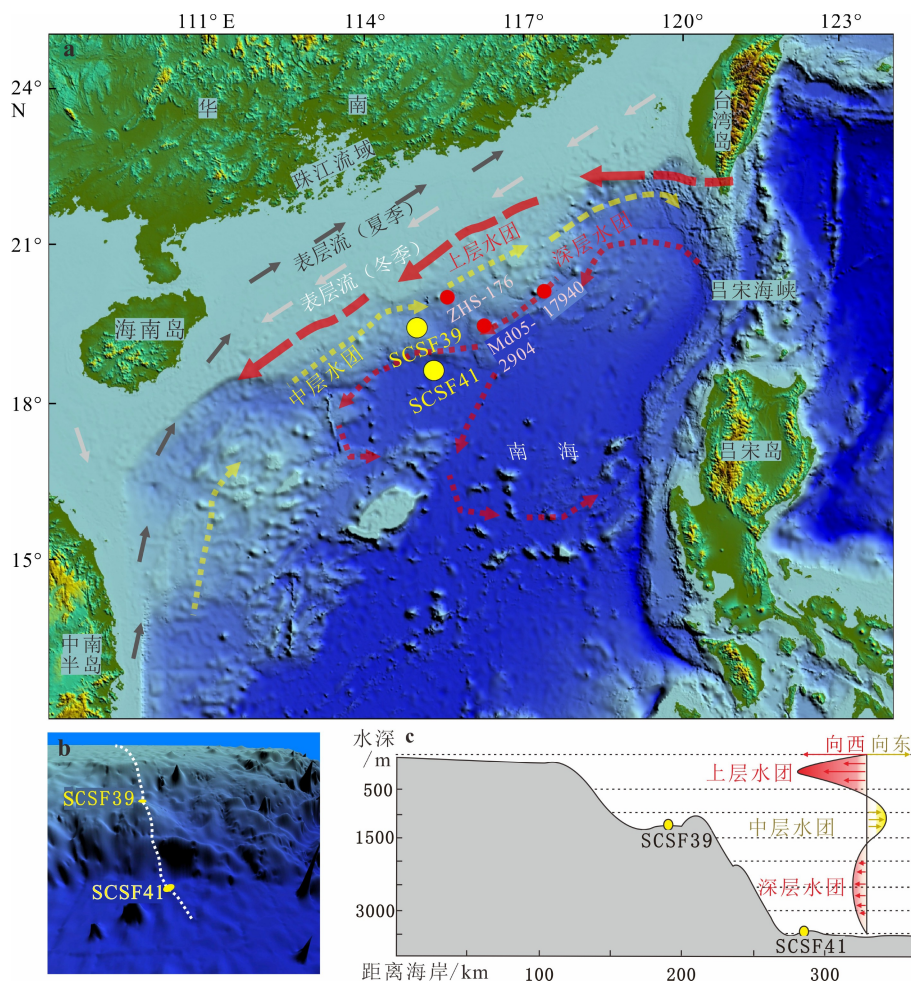 111° E 114° 117° 120° 123°
a
24°
N
21°
18°
15°
华 南
珠江流域
台湾岛
表层流（夏季）
表层流（冬季）
上层水团
深层水团
中层水团
ZHS-176
17940
Md05-
2904
SCSF39
SCSF41
海南岛
吕宋海峡
吕宋岛
南 海
中南
半岛
b
SCSF39
SCSF41
水深
/m
c
向西 向东
上层水团
500
中层水团
1500
SCSF39
深层水团
3000
SCSF41
距离海岸/km 100 200 300